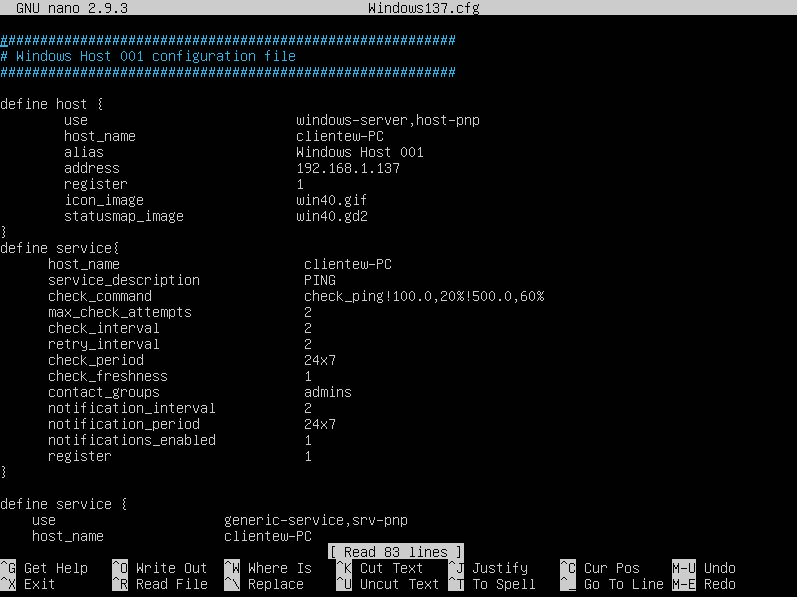 GNU nano 2.9.3 Windows137.cfg
#########################################################
# Windows Host 001 configuration file
#########################################################
define host {
use windows-server,host-pnp
host_name clientew-PC
alias Windows Host 001
address 192.168.1.137
register 1
icon_image win40.gif
statusmap_image win40.gd2
}
define service{
host_name clientew-PC
service_description PING
check_command check_ping!100.0,20%!500.0,60%
max_check_attempts 2
check_interval 2
retry_interval 2
check_period 24x7
check_freshness 1
contact_groups admins
notification_interval 2
notification_period 24x7
notifications_enabled 1
register 1
}
define service {
use generic-service,srv-pnp
host_name clientew-PC
[ Read 83 lines ]
^G Get Help ^O Write Out ^W Where Is ^K Cut Text ^J Justify ^C Cur Pos M-U Undo
^X Exit ^R Read File ^\ Replace ^U Uncut Text ^T To Spell ^_ Go To Line M-E Redo